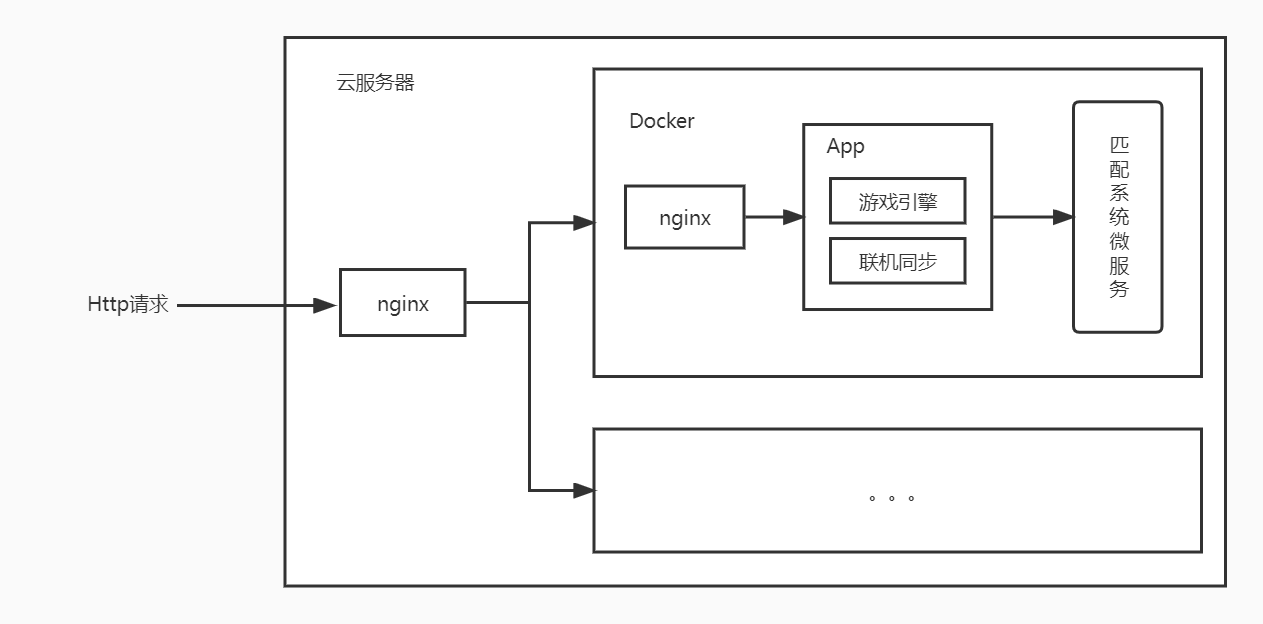 云服务器
Docker
App
匹配系统微服务
游戏引擎
nginx
联机同步
Http请求
nginx
。。。